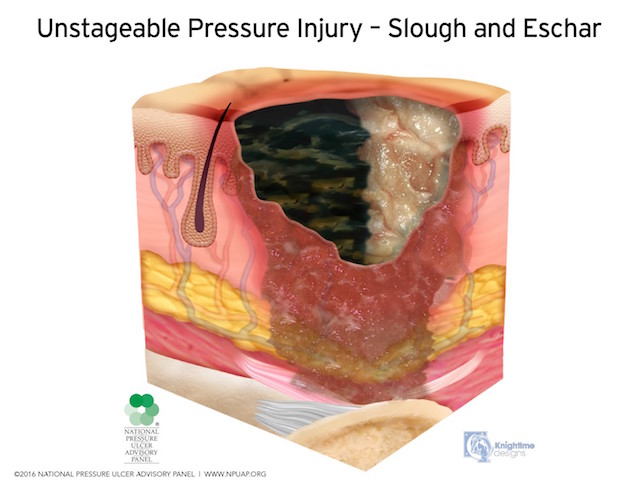 Unstageable Pressure Injury – Slough and Eschar
NATIONAL
PRESSURE
ULCER
ADVISORY
PANEL
®
Knighttime
designs
©2016 NATIONAL PRESSURE ULCER ADVISORY PANEL | WWW.NPUAP.ORG